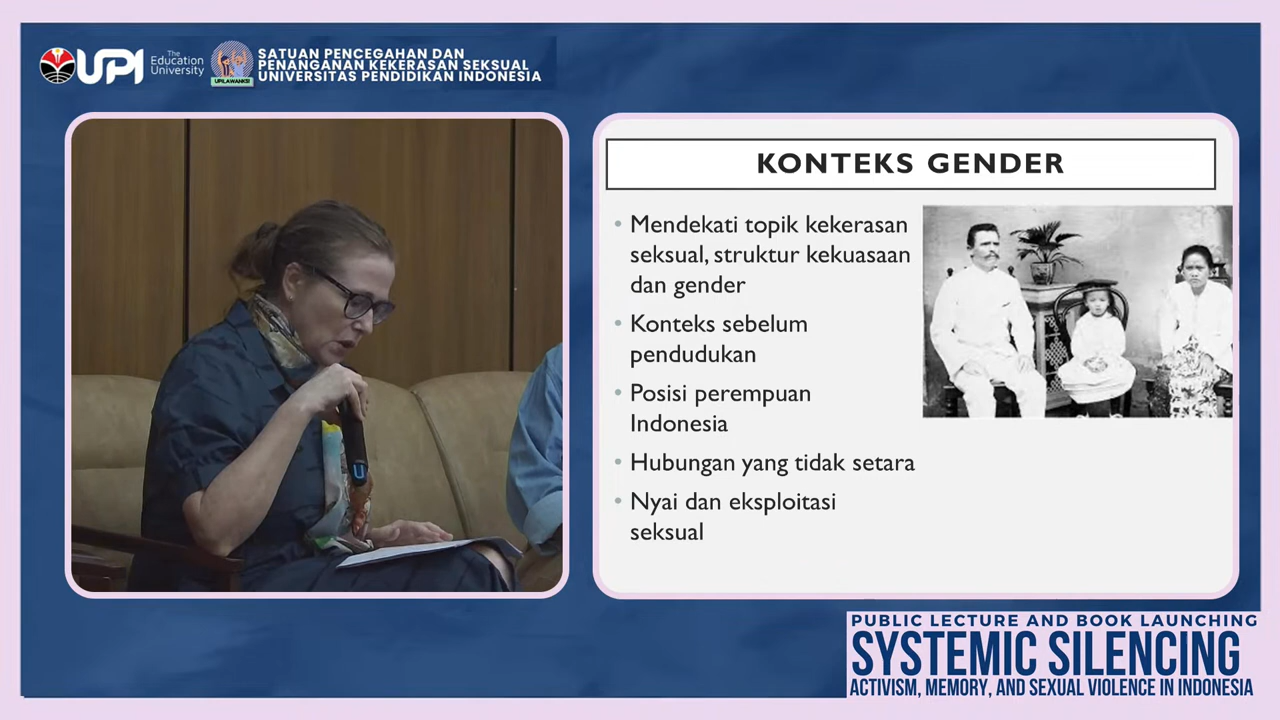 UPI
The
Education
University
UPILAWANKS!
SATUAN PENCEGAHAN DAN
PENANGANAN KEKERASAN SEKSUAL
UNIVERSITAS PENDIDIKAN INDONESIA
KONTEKS GENDER
• Mendekati topik kekerasan
seksual, struktur kekuasaan
dan gender
• Konteks sebelum
pendudukan
• Posisi perempuan
Indonesia
• Hubungan yang tidak setara
• Nyai dan eksploitasi
seksual
U
PUBLIC LECTURE AND BOOK LAUNCHING
SYSTEMIC SILENCING
ACTIVISM, MEMORY, AND SEXUAL VIOLENCE IN INDONESIA